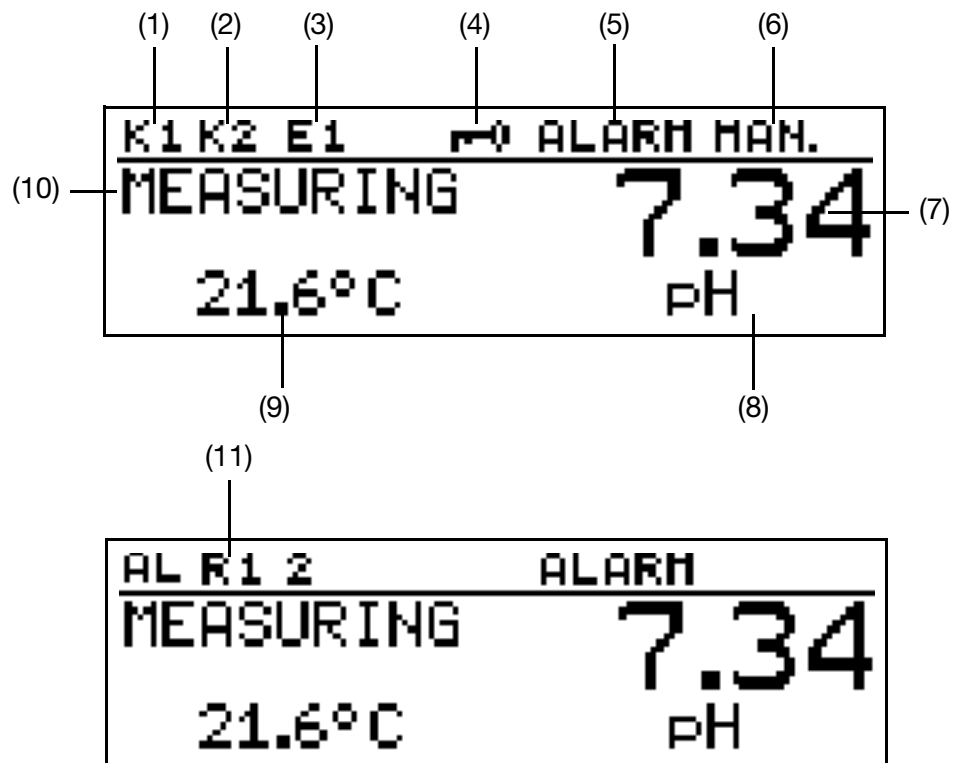 (1) (2) (3) (4) (5) (6)
K1 K2 E1 ALARM MAN.
(10) MEASURING 7.34 (7)
21.6°C pH
(9) (8)
(11)
AL R1 2 ALARM
MEASURING 7.34
21.6°C pH